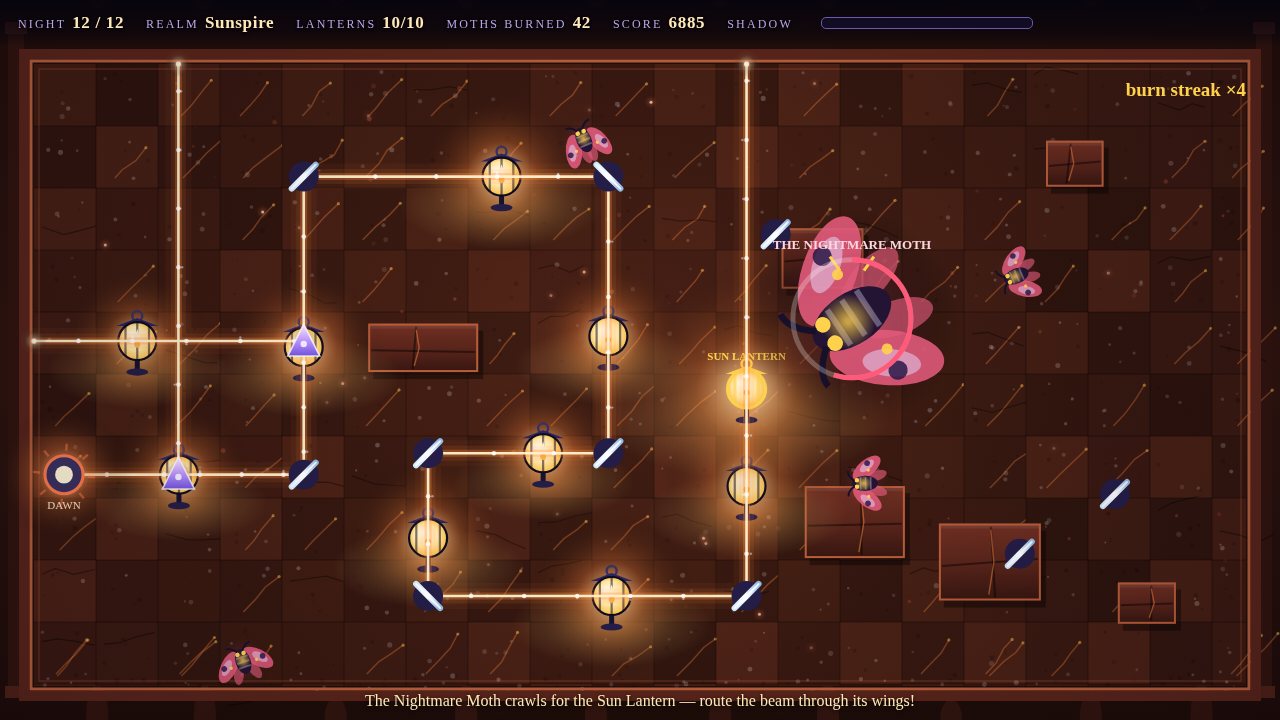 NIGHT 12 / 12 REALM Sunspire LANTERNS 10/10 MOTHS BURNED 42 SCORE 6885 SHADOW
burn streak ×4
THE NIGHTMARE MOTH
SUN LANTERN
DAWN
The Nightmare Moth crawls for the Sun Lantern — route the beam through its wings!